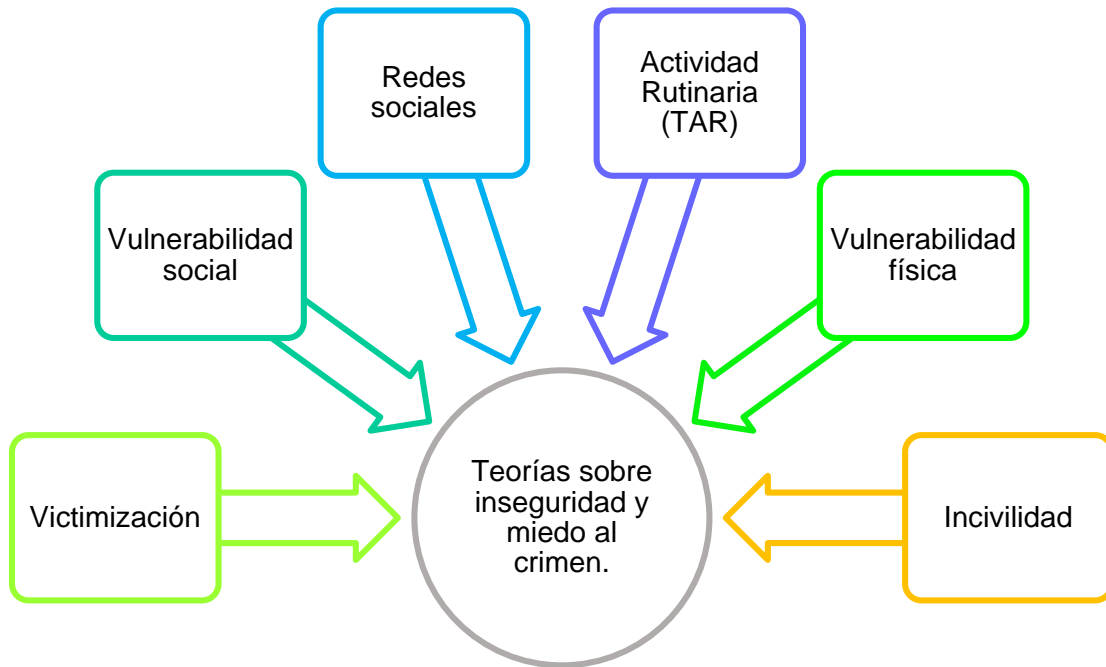 Redes
sociales
Actividad
Rutinaria
(TAR)
Vulnerabilidad
social
Vulnerabilidad
física
Victimización
Teorías sobre
inseguridad y
miedo al
crimen.
Incivilidad